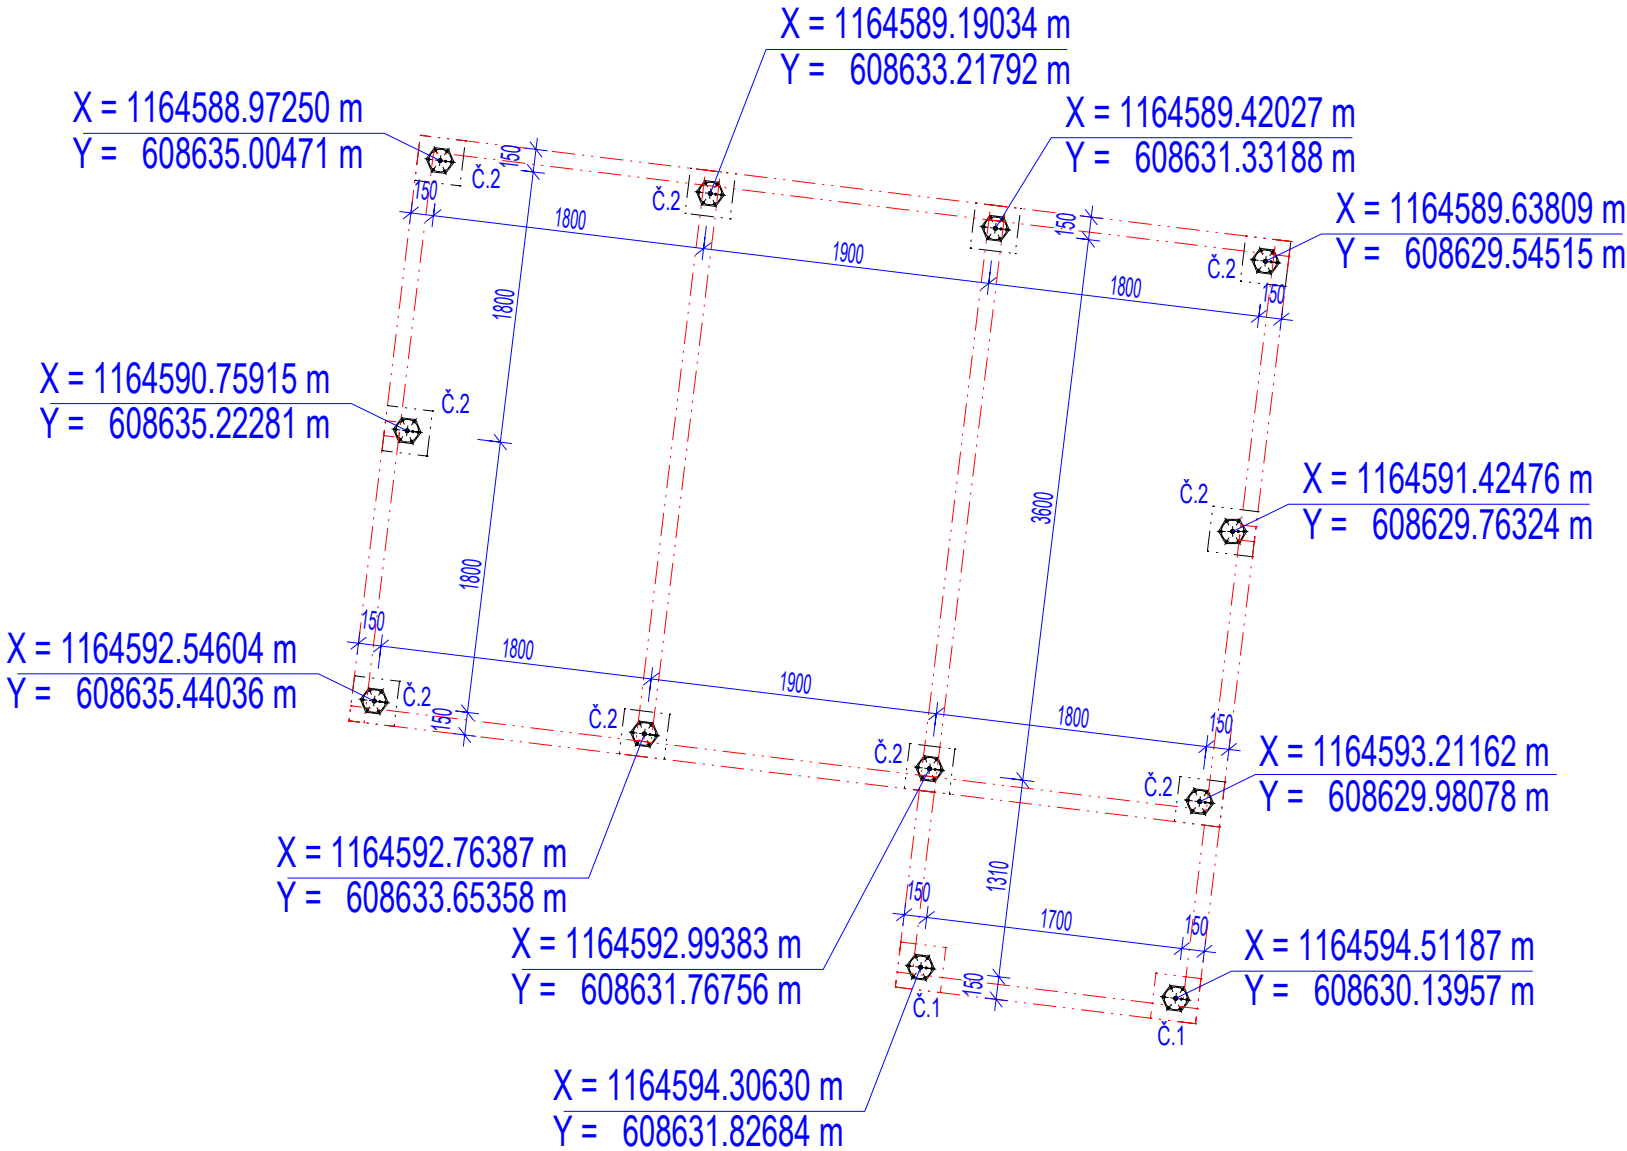 X = 1164589.19034 m
Y = 608633.21792 m
X = 1164588.97250 m
Y = 608635.00471 m
X = 1164589.42027 m
Y = 608631.33188 m
X = 1164589.63809 m
Y = 608629.54515 m
150
Č.2
150
Č.2
150
Č.2
150
1800
1900
1800
1800
X = 1164590.75915 m
Y = 608635.22281 m
Č.2
3600
X = 1164591.42476 m
Y = 608629.76324 m
Č.2
1800
150
1800
1900
1800
150
X = 1164592.54604 m
Y = 608635.44036 m
Č.2
150
Č.2
Č.2
Č.2
X = 1164593.21162 m
Y = 608629.98078 m
X = 1164592.76387 m
Y = 608633.65358 m
1310
150
1700
150
X = 1164592.99383 m
Y = 608631.76756 m
150
Č.1
Č.1
X = 1164594.51187 m
Y = 608630.13957 m
X = 1164594.30630 m
Y = 608631.82684 m